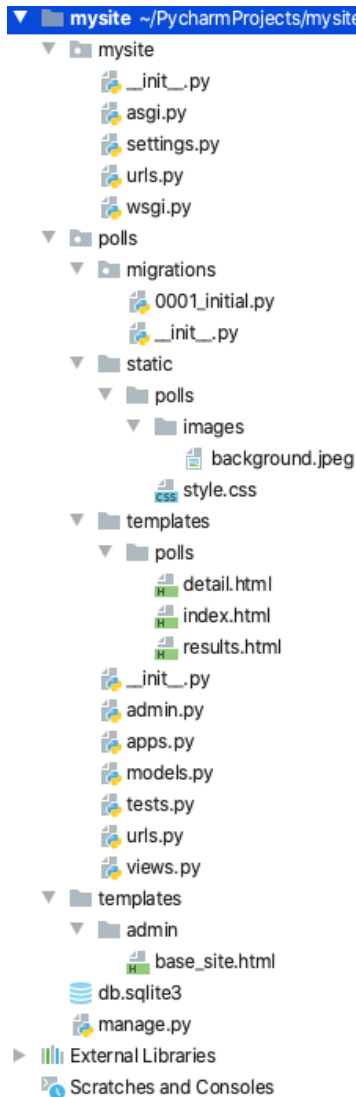 mysite ~/PycharmProjects/mysite
mysite
__init__.py
asgi.py
settings.py
urls.py
wsgi.py
polls
migrations
0001_initial.py
__init__.py
static
polls
images
background.jpeg
style.css
templates
polls
detail.html
index.html
results.html
__init__.py
admin.py
apps.py
models.py
tests.py
urls.py
views.py
templates
admin
base_site.html
db.sqlite3
manage.py
External Libraries
Scratches and Consoles